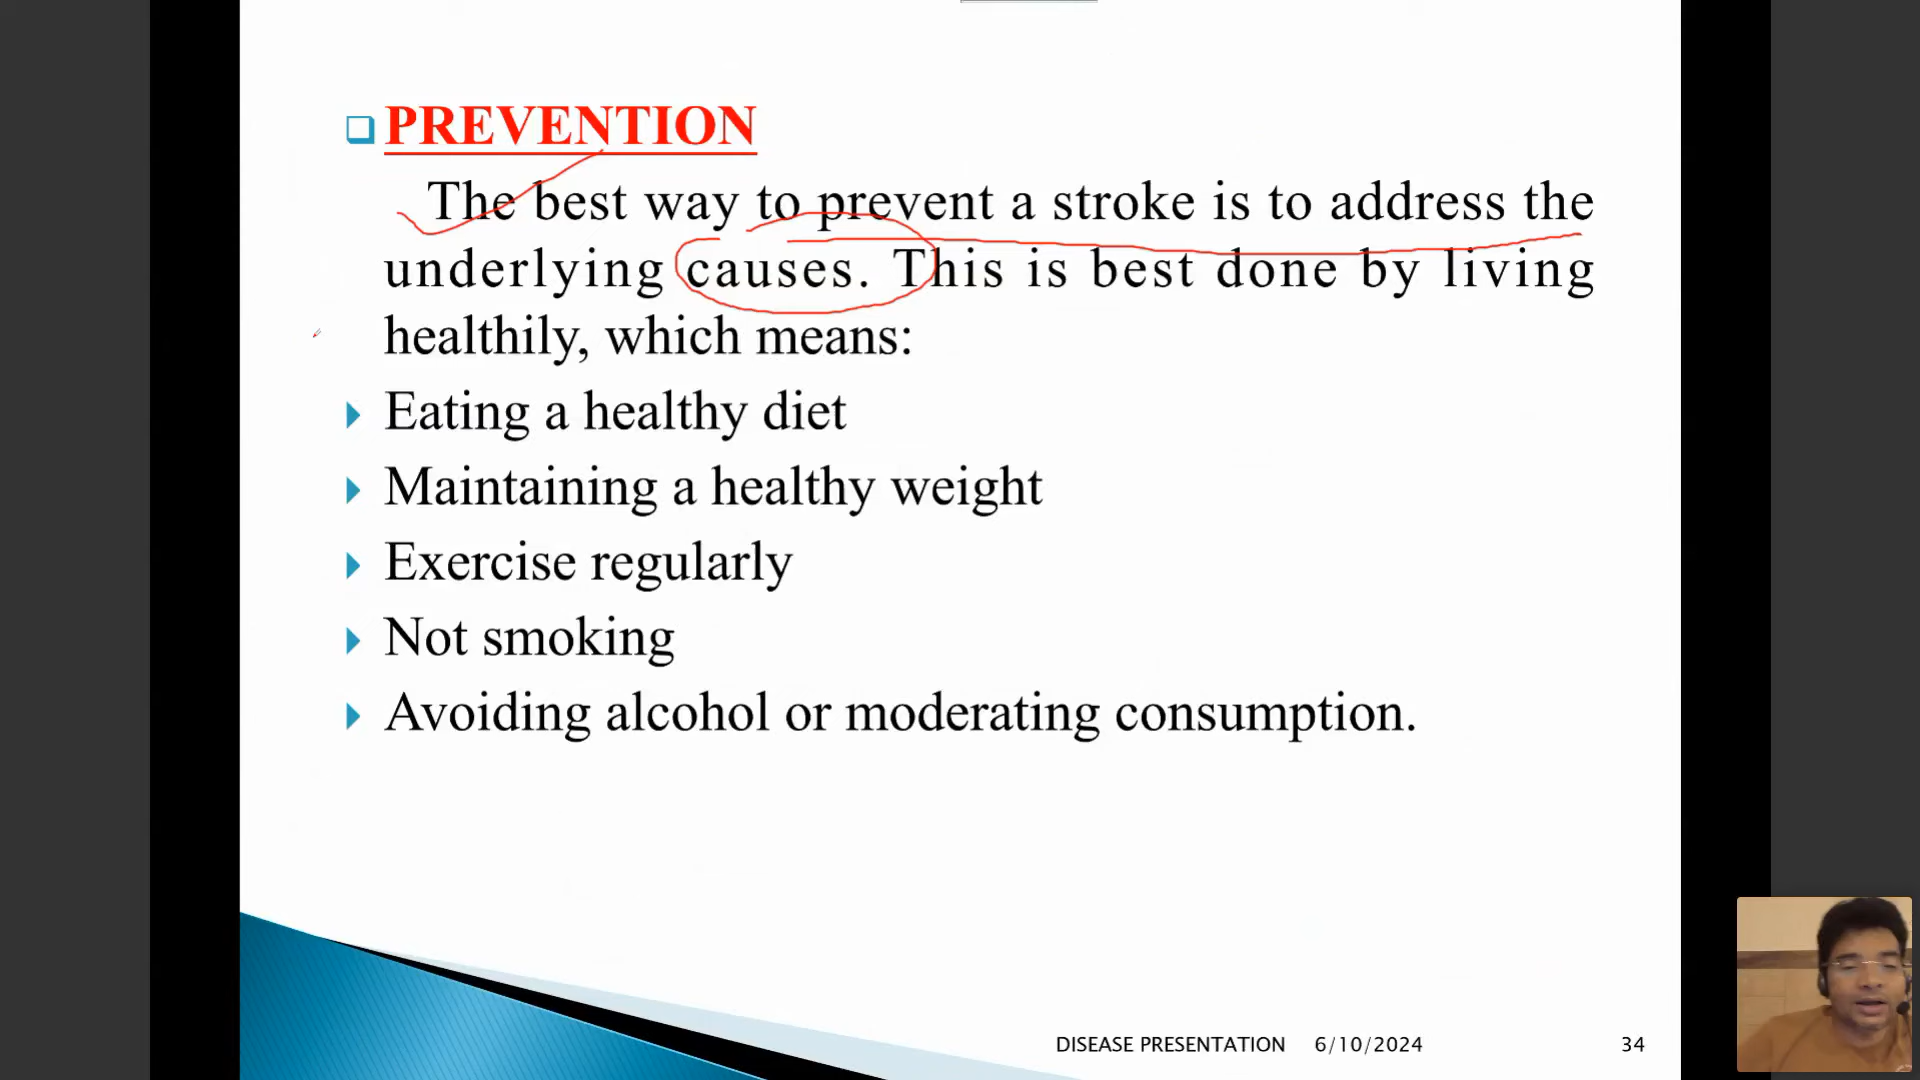 PREVENTION
The best way to prevent a stroke is to address the
underlying causes. This is best done by living
healthily, which means:
Eating a healthy diet
Maintaining a healthy weight
Exercise regularly
Not smoking
Avoiding alcohol or moderating consumption.
DISEASE PRESENTATION 6/10/2024 34